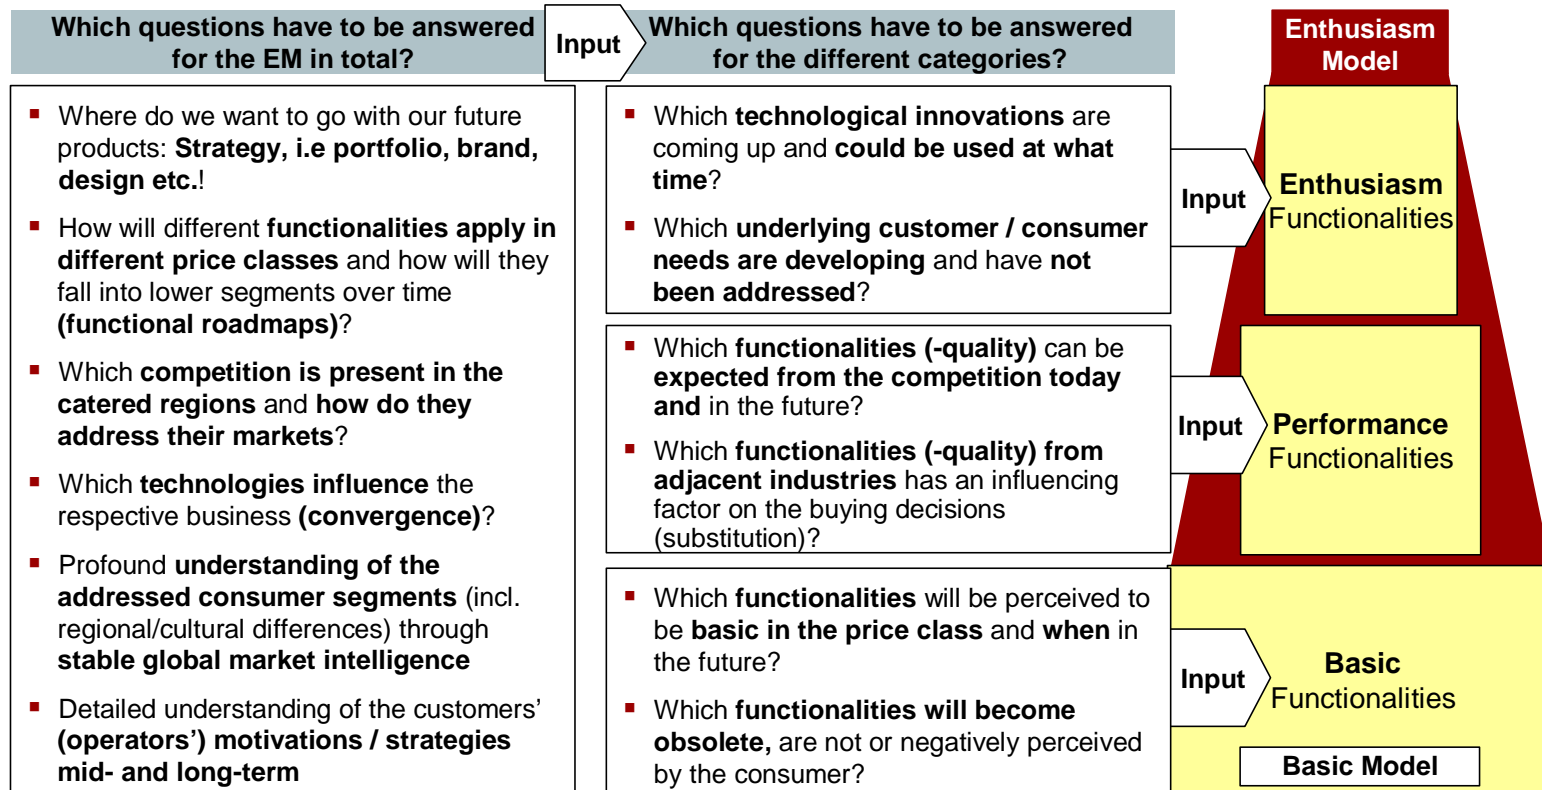 Which questions have to be answered
for the EM in total?
Input
Which questions have to be answered
for the different categories?
Enthusiasm
Model
▪ Where do we want to go with our future
products: Strategy, i.e portfolio, brand,
design etc.!
▪ How will different functionalities apply in
different price classes and how will they
fall into lower segments over time
(functional roadmaps)?
▪ Which competition is present in the
catered regions and how do they
address their markets?
▪ Which technologies influence the
respective business (convergence)?
▪ Profound understanding of the
addressed consumer segments (incl.
regional/cultural differences) through
stable global market intelligence
▪ Detailed understanding of the customers’
(operators’) motivations / strategies
mid- and long-term
▪ Which technological innovations are
coming up and could be used at what
time?
▪ Which underlying customer / consumer
needs are developing and have not
been addressed?
Input
Enthusiasm
Functionalities
▪ Which functionalities (-quality) can be
expected from the competition today
and in the future?
▪ Which functionalities (-quality) from
adjacent industries has an influencing
factor on the buying decisions
(substitution)?
Input
Performance
Functionalities
▪ Which functionalities will be perceived to
be basic in the price class and when in
the future?
▪ Which functionalities will become
obsolete, are not or negatively perceived
by the consumer?
Input
Basic
Functionalities
Basic Model